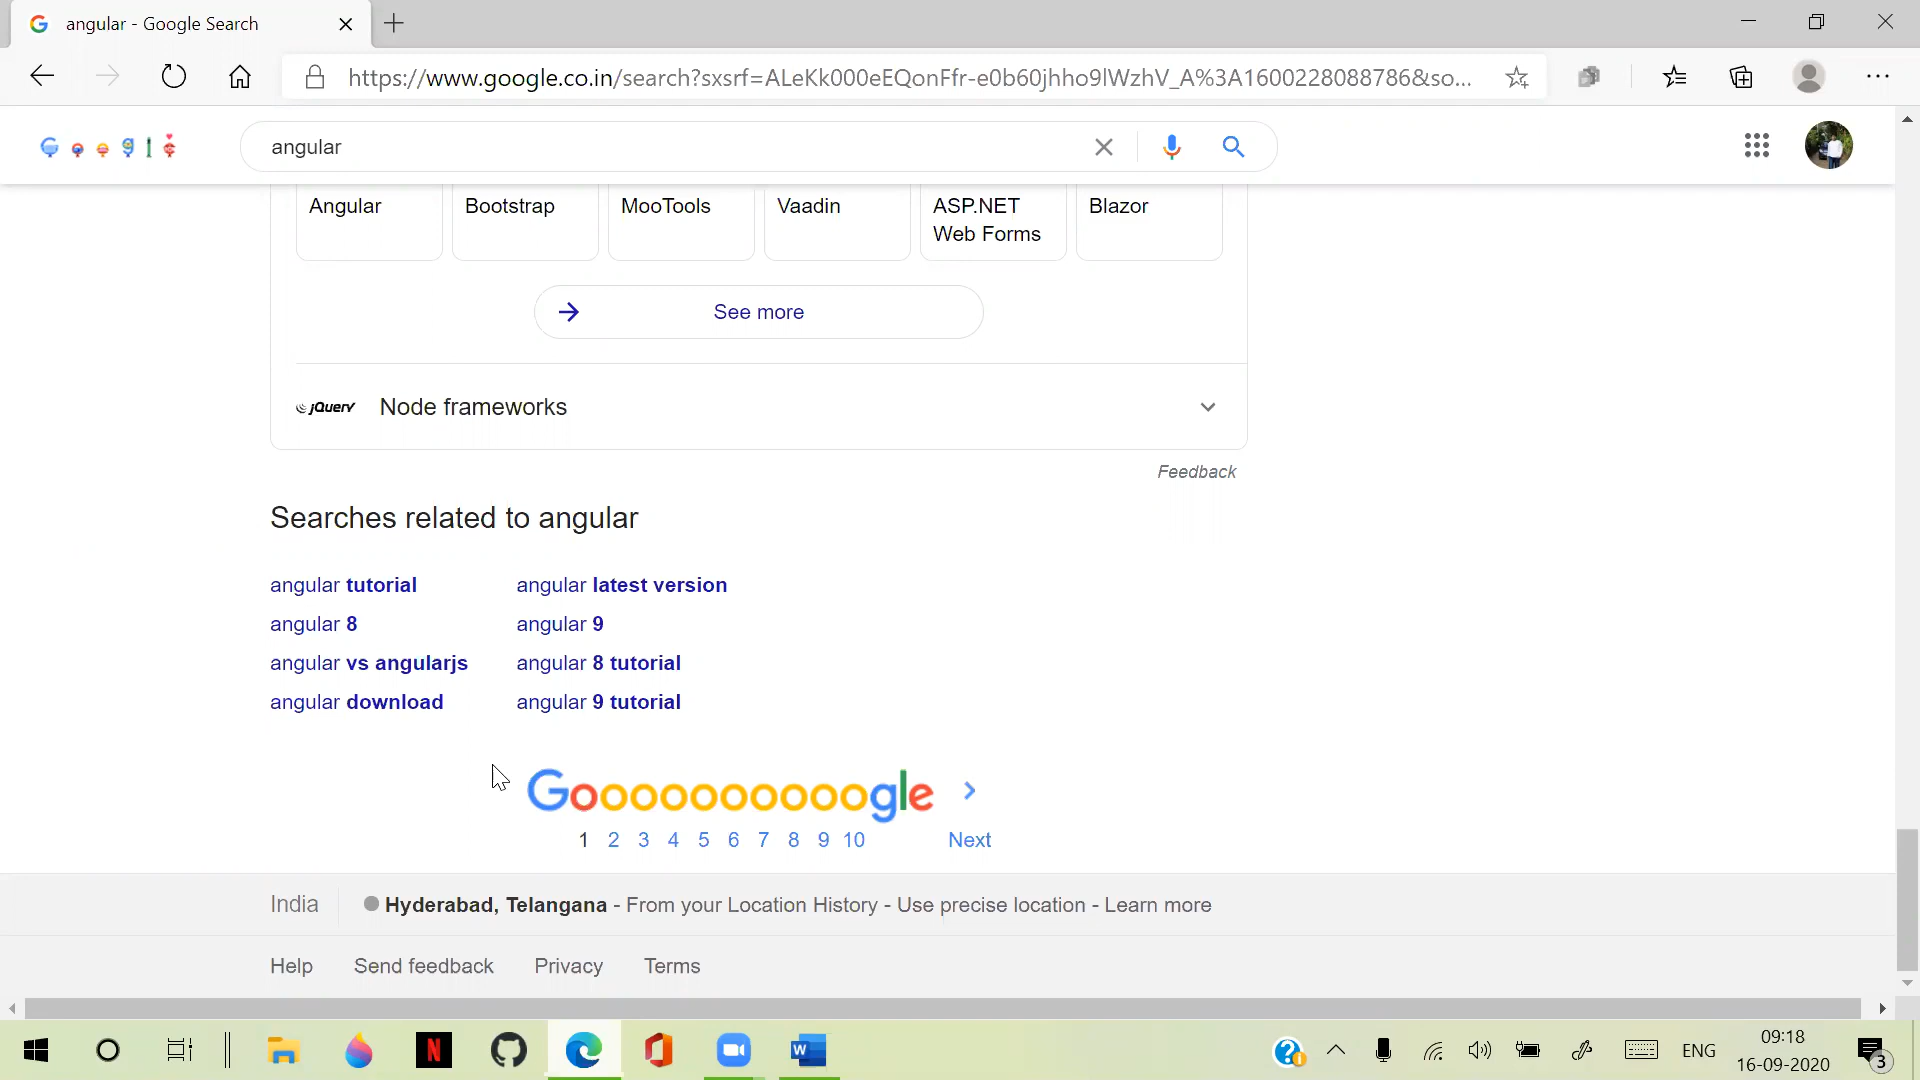 angular - Google Search
https://www.google.co.in/search?sxsrf=ALeKk000eEQonFfr-e0b60jhho9lWzhV_A%3A1600228088786&so...
Google
angular
Angular Bootstrap MooTools Vaadin ASP.NET Web Forms Blazor
See more
jQuery Node frameworks
Feedback
Searches related to angular
angular tutorial angular latest version
angular 8 angular 9
angular vs angularjs angular 8 tutorial
angular download angular 9 tutorial
Goooooooooogle
1 2 3 4 5 6 7 8 9 10 Next
India Hyderabad, Telangana - From your Location History - Use precise location - Learn more
Help Send feedback Privacy Terms
N W ? ENG 09:18
16-09-2020 3